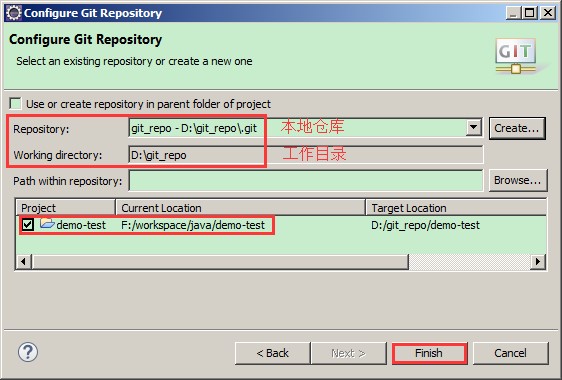 Configure Git Repository
Configure Git Repository
Select an existing repository or create a new one
GIT
Use or create repository in parent folder of project
Repository: git_repo - D:\git_repo\.git 本地仓库 Create...
Working directory: D:\git_repo 工作目录
Path within repository: Browse...
Project Current Location Target Location
demo-test F:/workspace/java/demo-test D:/git_repo/demo-test
? < Back Next > Finish Cancel